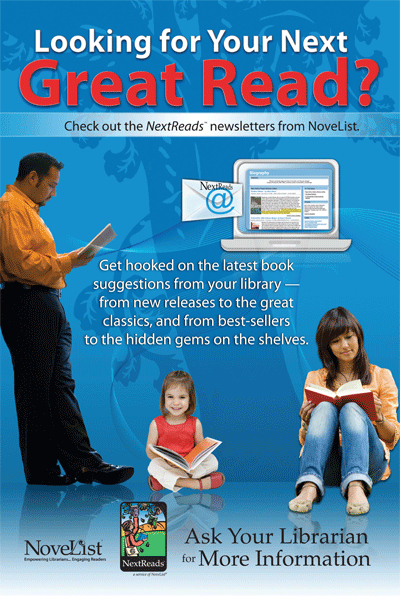 Looking for Your Next
Great Read?
Check out the NextReads™ newsletters from NoveList.
NextReads
@
Biography
Get hooked on the latest book
suggestions from your library —
from new releases to the great
classics, and from best-sellers
to the hidden gems on the shelves.
NoveList
Empowering Librarians... Engaging Readers
NextReads
a service of NoveList
Ask Your Librarian
for More Information